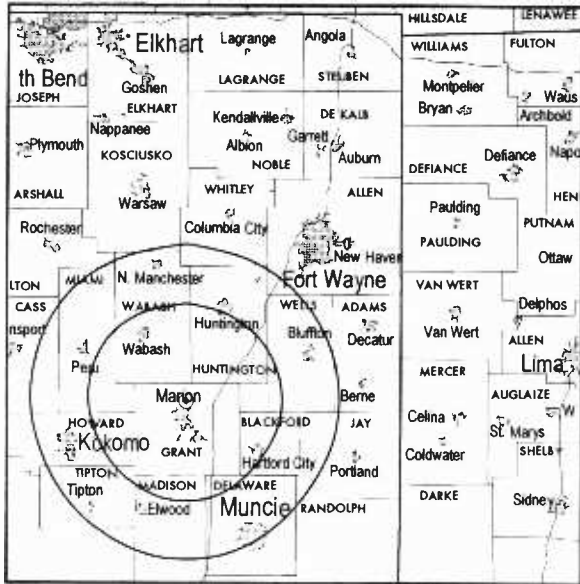 HILLSDALE
LENAWEE
Elkhart
Lagrange
Angola
WILLIAMS
FULTON
th Bend
Goshen
LAGRANGE
STEUBEN
Montpelier
Waus
JOSEPH
ELKHART
Bryan
Archbold
Nappanee
Kendallville
DE KALB
Plymouth
Albion
Garrett
Auburn
Napo
KOSCIUSKO
NOBLE
DEFIANCE
Defiance
ARSHALL
Warsaw
WHITLEY
ALLEN
HEN
Rochester
Columbia City
Paulding
PUTNAM
New Haven
PAULDING
Ottaw
LTON
MIAMI
N. Manchester
Fort Wayne
VAN WERT
CASS
WABASH
WELLS
ADAMS
Delphos
nsport
Huntington
Bluffton
Decatur
Van Wert
ALLEN
Wabash
Peru
HUNTINGTON
MERCER
Lima
Marion
Berne
AUGLAIZE
HOWARD
BLACKFORD
JAY
Celina
W
Kokomo
GRANT
St. Marys
Hartford City
Coldwater
SHELB
TIPTON
Portland
Tipton
MADISON
DELAWARE
DARKE
Elwood
Muncie
RANDOLPH
Sidne